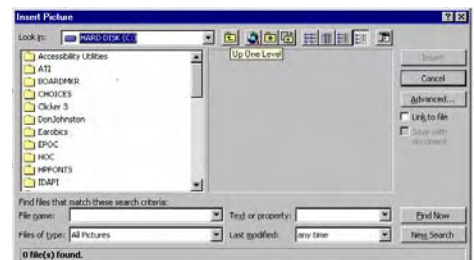 Insert Picture
Look in: HARD DISK (C:)
Up One Level
Accessibility Utilities
ATI
BOARDMKR
CHOICES
Clicker 3
DonJohnston
Earobics
EPOC
HOC
HPFONTS
IDAPI
Insert
Cancel
Advanced...
Link to file
Save with document
Find files that match these search criteria:
File name: Text or property: Find Now
Files of type: All Pictures Last modified: any time New Search
0 file(s) found.